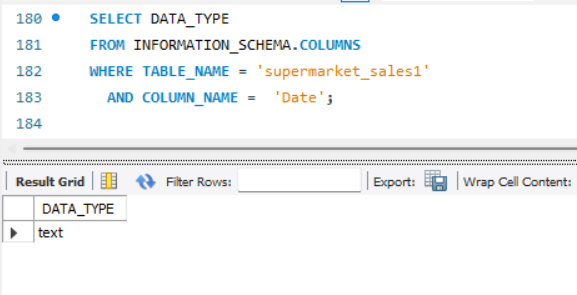 180 SELECT DATA_TYPE
181 FROM INFORMATION_SCHEMA.COLUMNS
182 WHERE TABLE_NAME = 'supermarket_sales1'
183 AND COLUMN_NAME = 'Date';
184
Result Grid Filter Rows: Export: Wrap Cell Content:
DATA_TYPE
text